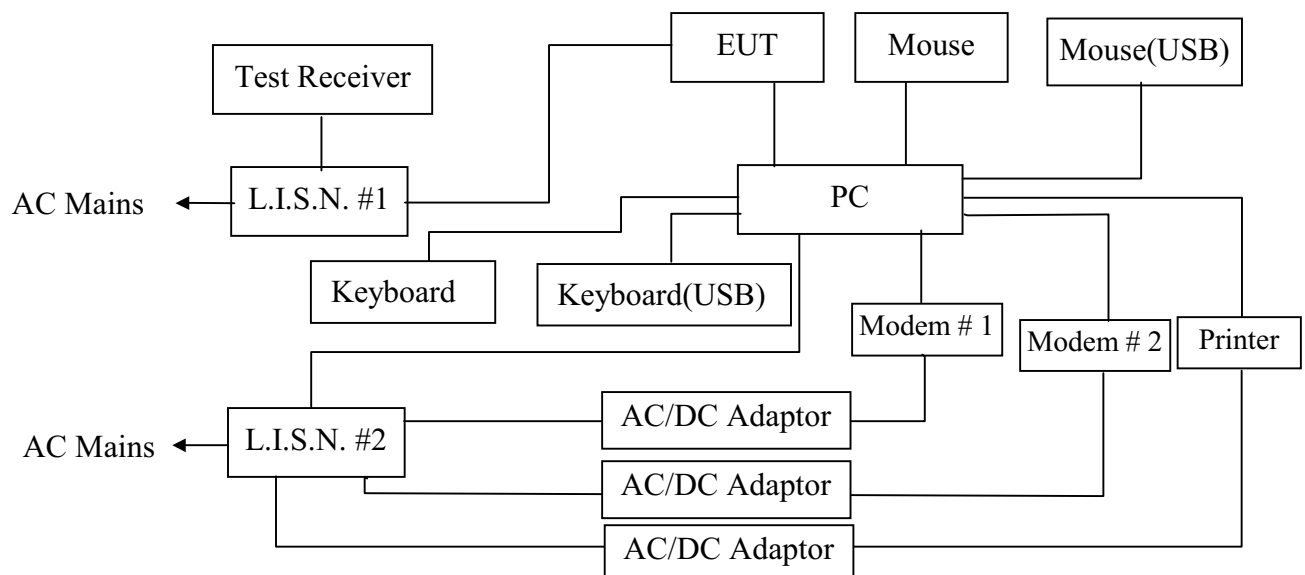 EUT
Mouse
Mouse(USB)
Test Receiver
AC Mains
L.I.S.N. #1
PC
Keyboard
Keyboard(USB)
Modem # 1
Modem # 2
Printer
AC Mains
L.I.S.N. #2
AC/DC Adaptor
AC/DC Adaptor
AC/DC Adaptor